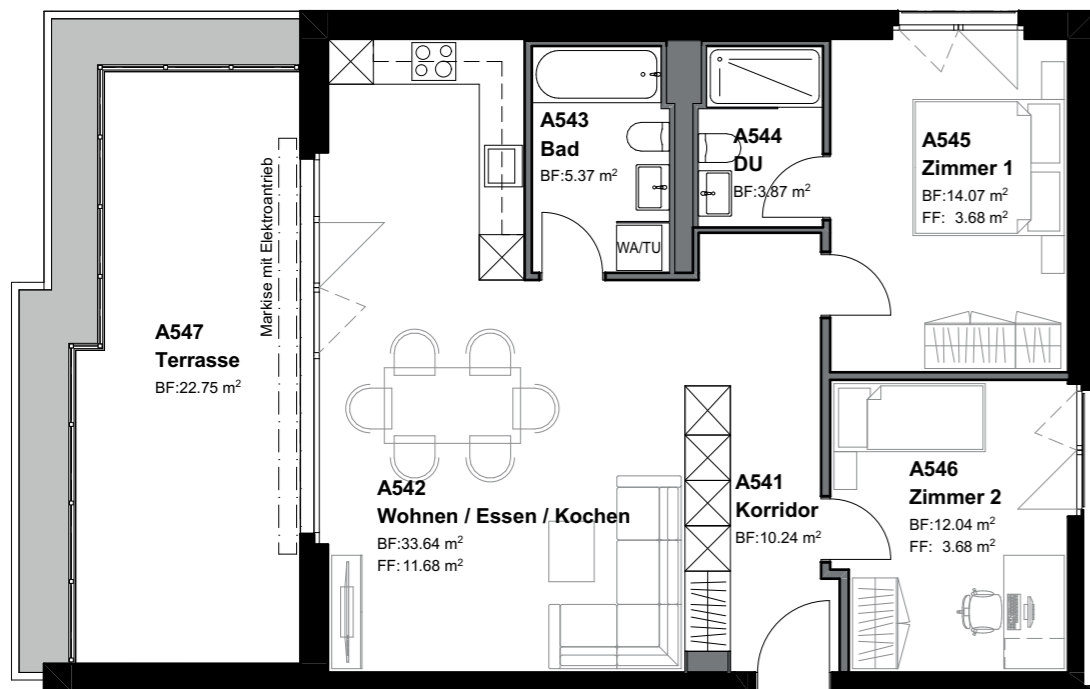 A543
Bad
BF:5.37 m²
WA/TU
A544
DU
BF:3.87 m²
A545
Zimmer 1
BF:14.07 m²
FF: 3.68 m²
Markise mit Elektroantrieb
A547
Terrasse
BF:22.75 m²
A542
Wohnen / Essen / Kochen
BF:33.64 m²
FF:11.68 m²
A541
Korridor
BF:10.24 m²
A546
Zimmer 2
BF:12.04 m²
FF: 3.68 m²